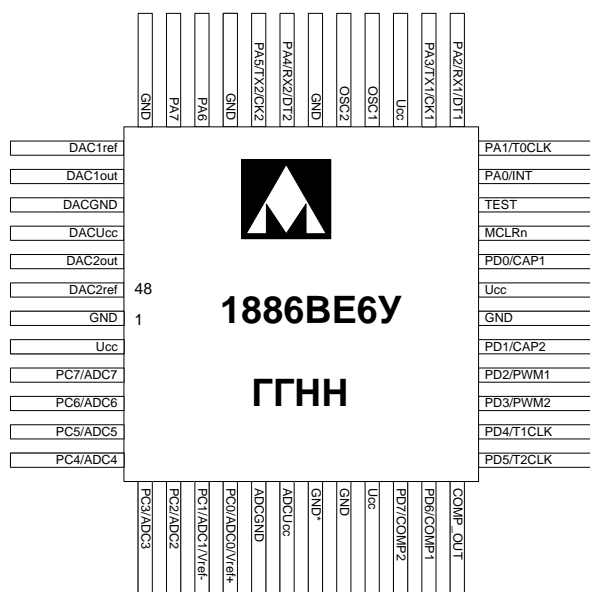 GND
PA7
PA6
GND
PA5/TX2/CK2
PA4/RX2/DT2
GND
OSC2
OSC1
Ucc
PA3/TX1/CK1
PA2/RX1/DT1
DAC1ref
DAC1out
DACGND
DACUcc
DAC2out
DAC2ref
GND
Ucc
PC7/ADC7
PC6/ADC6
PC5/ADC5
PC4/ADC4
48
1
1886ВЕ6У
ГГНН
PA1/T0CLK
PA0/INT
TEST
MCLRn
PD0/CAP1
Ucc
GND
PD1/CAP2
PD2/PWM1
PD3/PWM2
PD4/T1CLK
PD5/T2CLK
PC3/ADC3
PC2/ADC2
PC1/ADC1/Vref-
PC0/ADC0/Vref+
ADCGND
ADCUcc
GND*
GND
Ucc
PD7/COMP2
PD6/COMP1
COMP_OUT